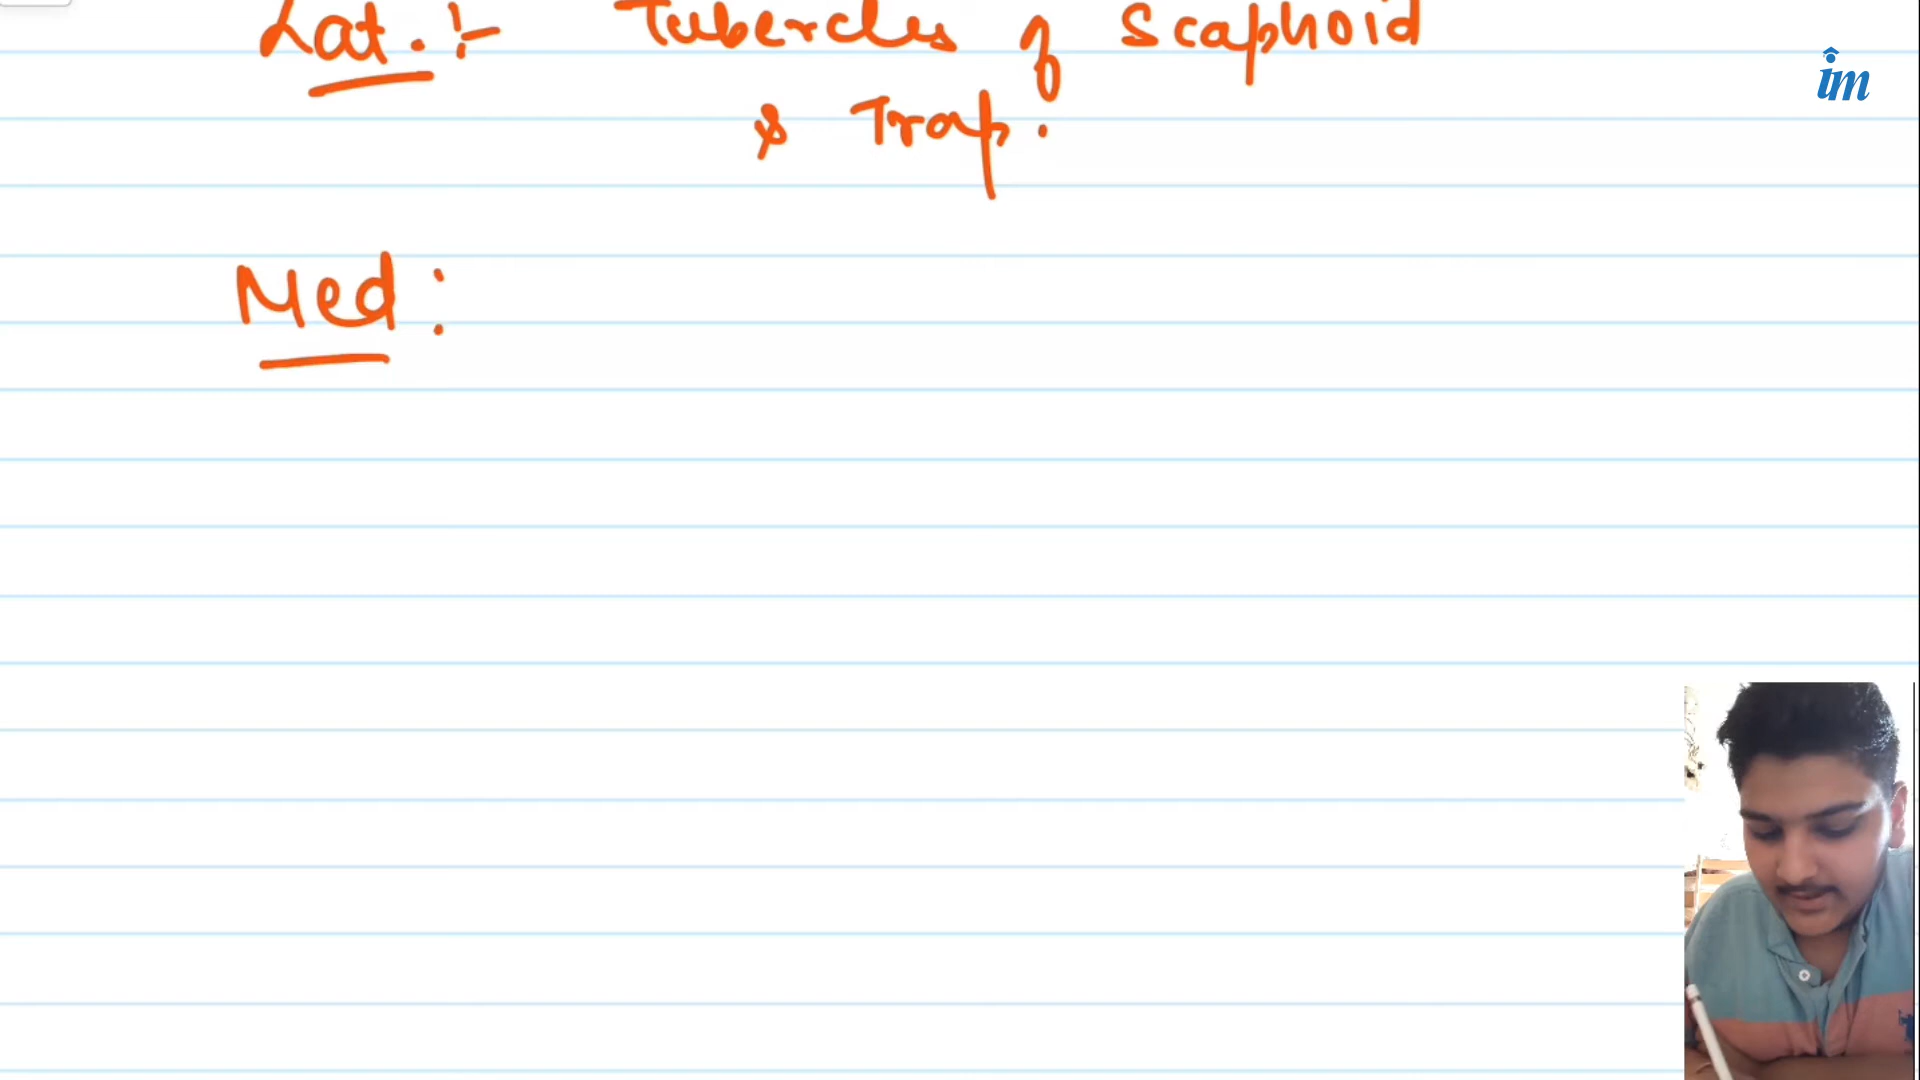 Lat. :- Tubercles of Scaphoid
& Trap.
im
Med :